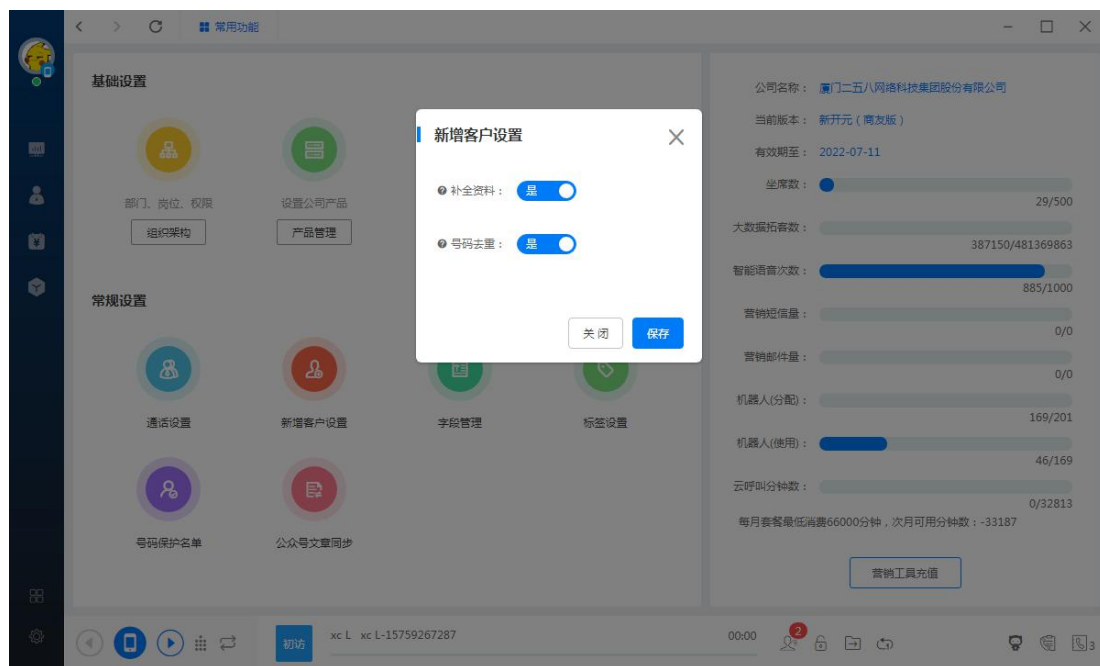 常用功能
基础设置
部门、岗位、权限
设置公司产品
组织架构
产品管理
常规设置
通话设置
新增客户设置
字段管理
标签设置
号码保护名单
公众号文章同步
新增客户设置
补全资料：
是
号码去重：
是
关闭
保存
公司名称： 厦门二五八网络科技集团股份有限公司
当前版本： 新开元（商友版）
有效期至： 2022-07-11
坐席数：
29/500
大数据拓客数：
387150/481369863
智能语音次数：
885/1000
营销短信量：
0/0
营销邮件量：
0/0
机器人(分配)：
169/201
机器人(使用)：
46/169
云呼叫分钟数：
0/32813
每月套餐最低消费66000分钟，次月可用分钟数：-33187
营销工具充值
初访
xc L xc L-15759267287
00:00
2
3